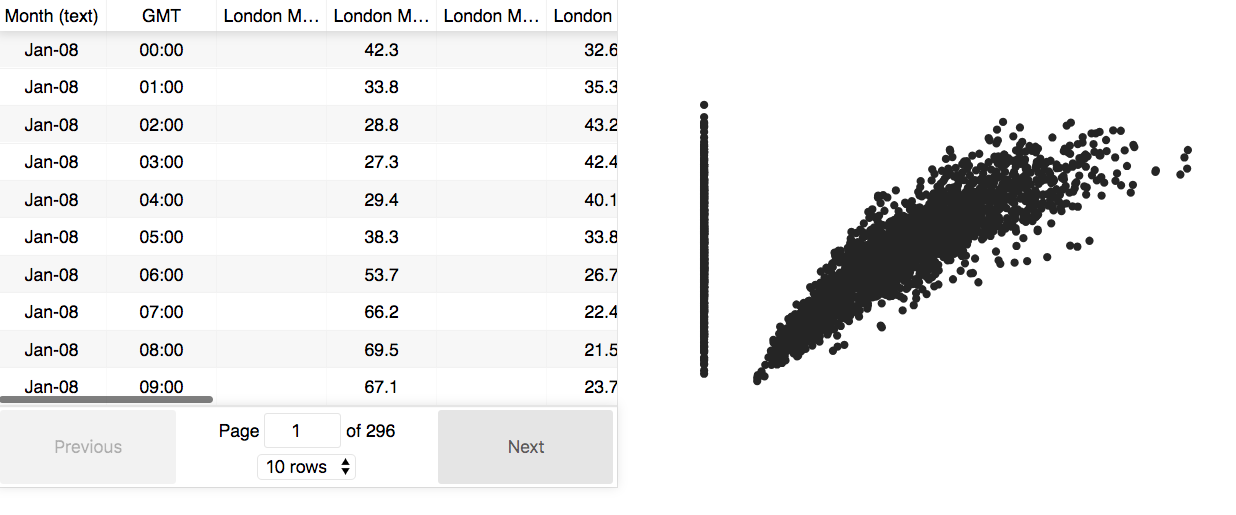 Month (text) GMT London M... London M... London M... London
Jan-08 00:00 42.3 32.6
Jan-08 01:00 33.8 35.3
Jan-08 02:00 28.8 43.2
Jan-08 03:00 27.3 42.4
Jan-08 04:00 29.4 40.1
Jan-08 05:00 38.3 33.8
Jan-08 06:00 53.7 26.7
Jan-08 07:00 66.2 22.4
Jan-08 08:00 69.5 21.5
Jan-08 09:00 67.1 23.7
Previous Page 1 of 296 Next
10 rows